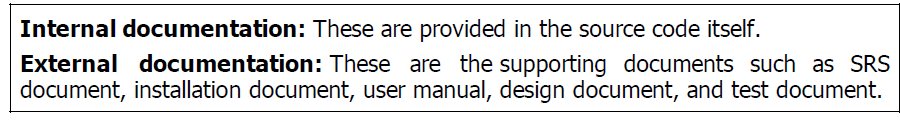 Internal documentation: These are provided in the source code itself.
External documentation: These are the supporting documents such as SRS
document, installation document, user manual, design document, and test document.